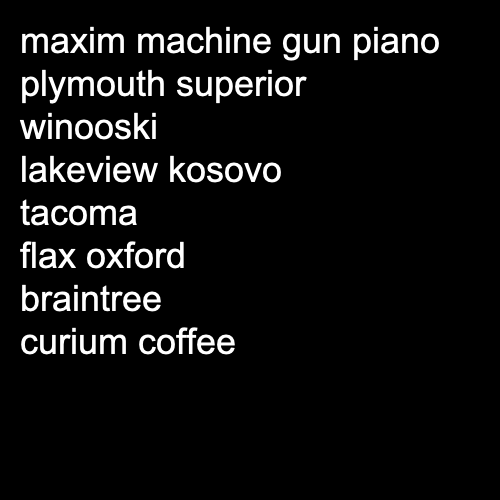 maxim machine gun piano
plymouth superior
winooski
lakeview kosovo
tacoma
flax oxford
braintree
curium coffee